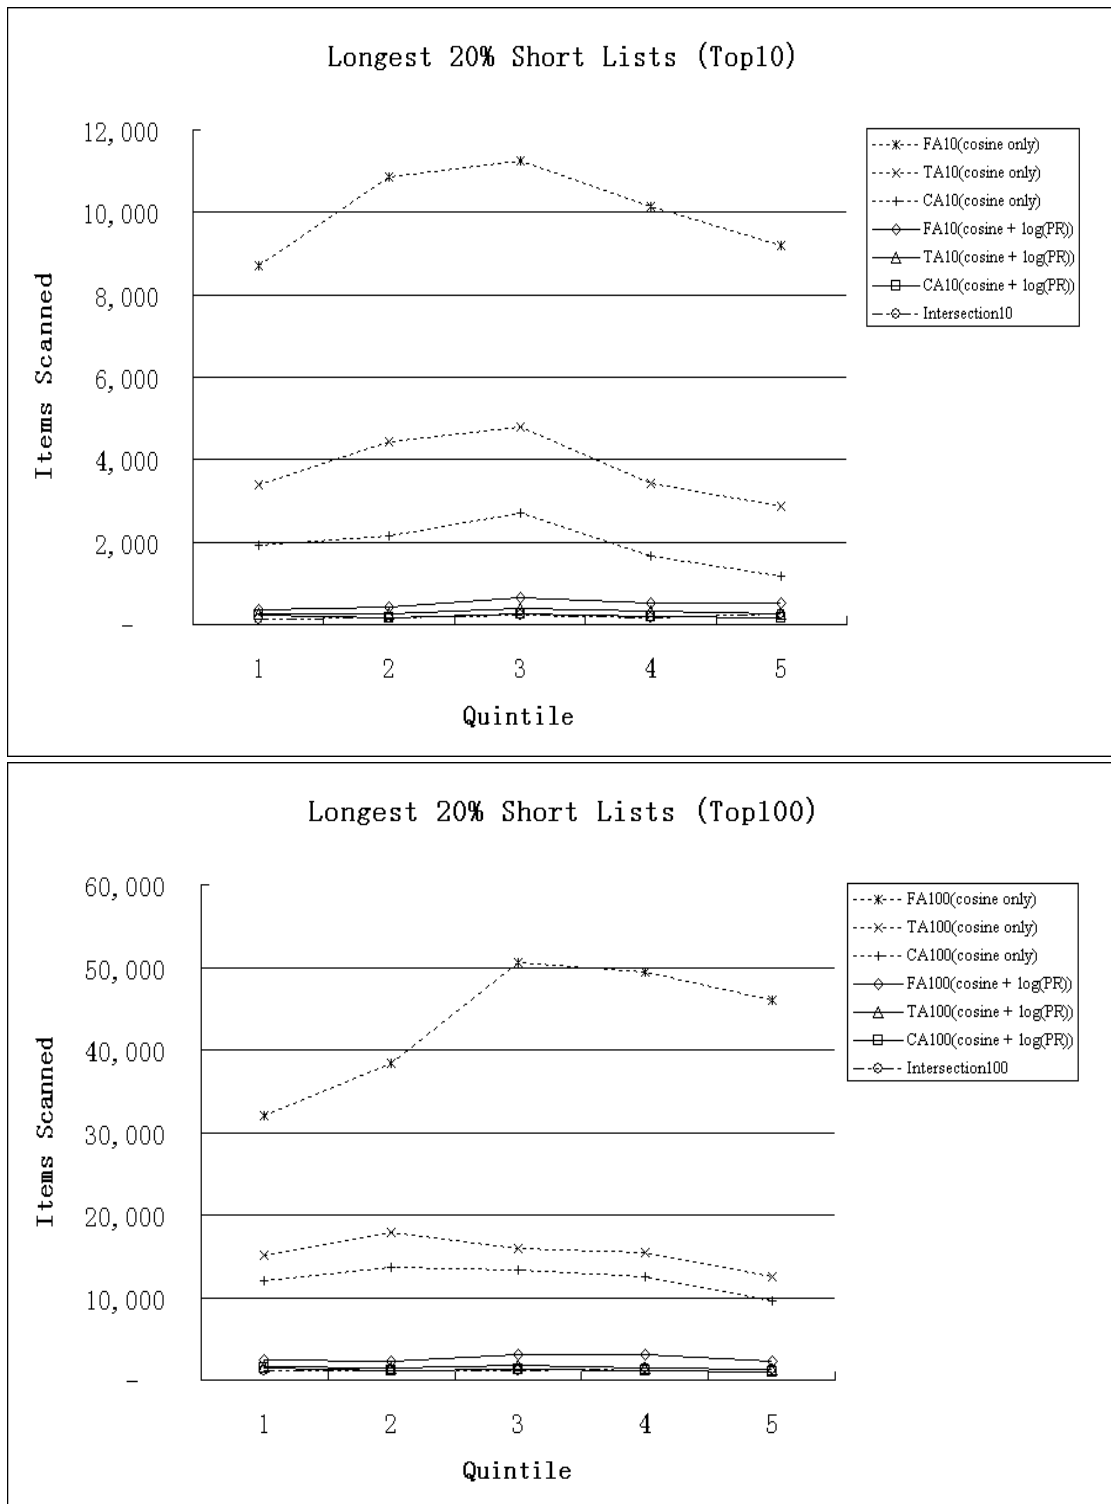 Longest 20% Short Lists (Top10)
12,000
10,000
8,000
6,000
4,000
2,000
–
Items Scanned
1 2 3 4 5
Quintile
FA10(cosine only)
TA10(cosine only)
CA10(cosine only)
FA10(cosine + log(PR))
TA10(cosine + log(PR))
CA10(cosine + log(PR))
Intersection10
Longest 20% Short Lists (Top100)
60,000
50,000
40,000
30,000
20,000
10,000
–
Items Scanned
1 2 3 4 5
Quintile
FA100(cosine only)
TA100(cosine only)
CA100(cosine only)
FA100(cosine + log(PR))
TA100(cosine + log(PR))
CA100(cosine + log(PR))
Intersection100